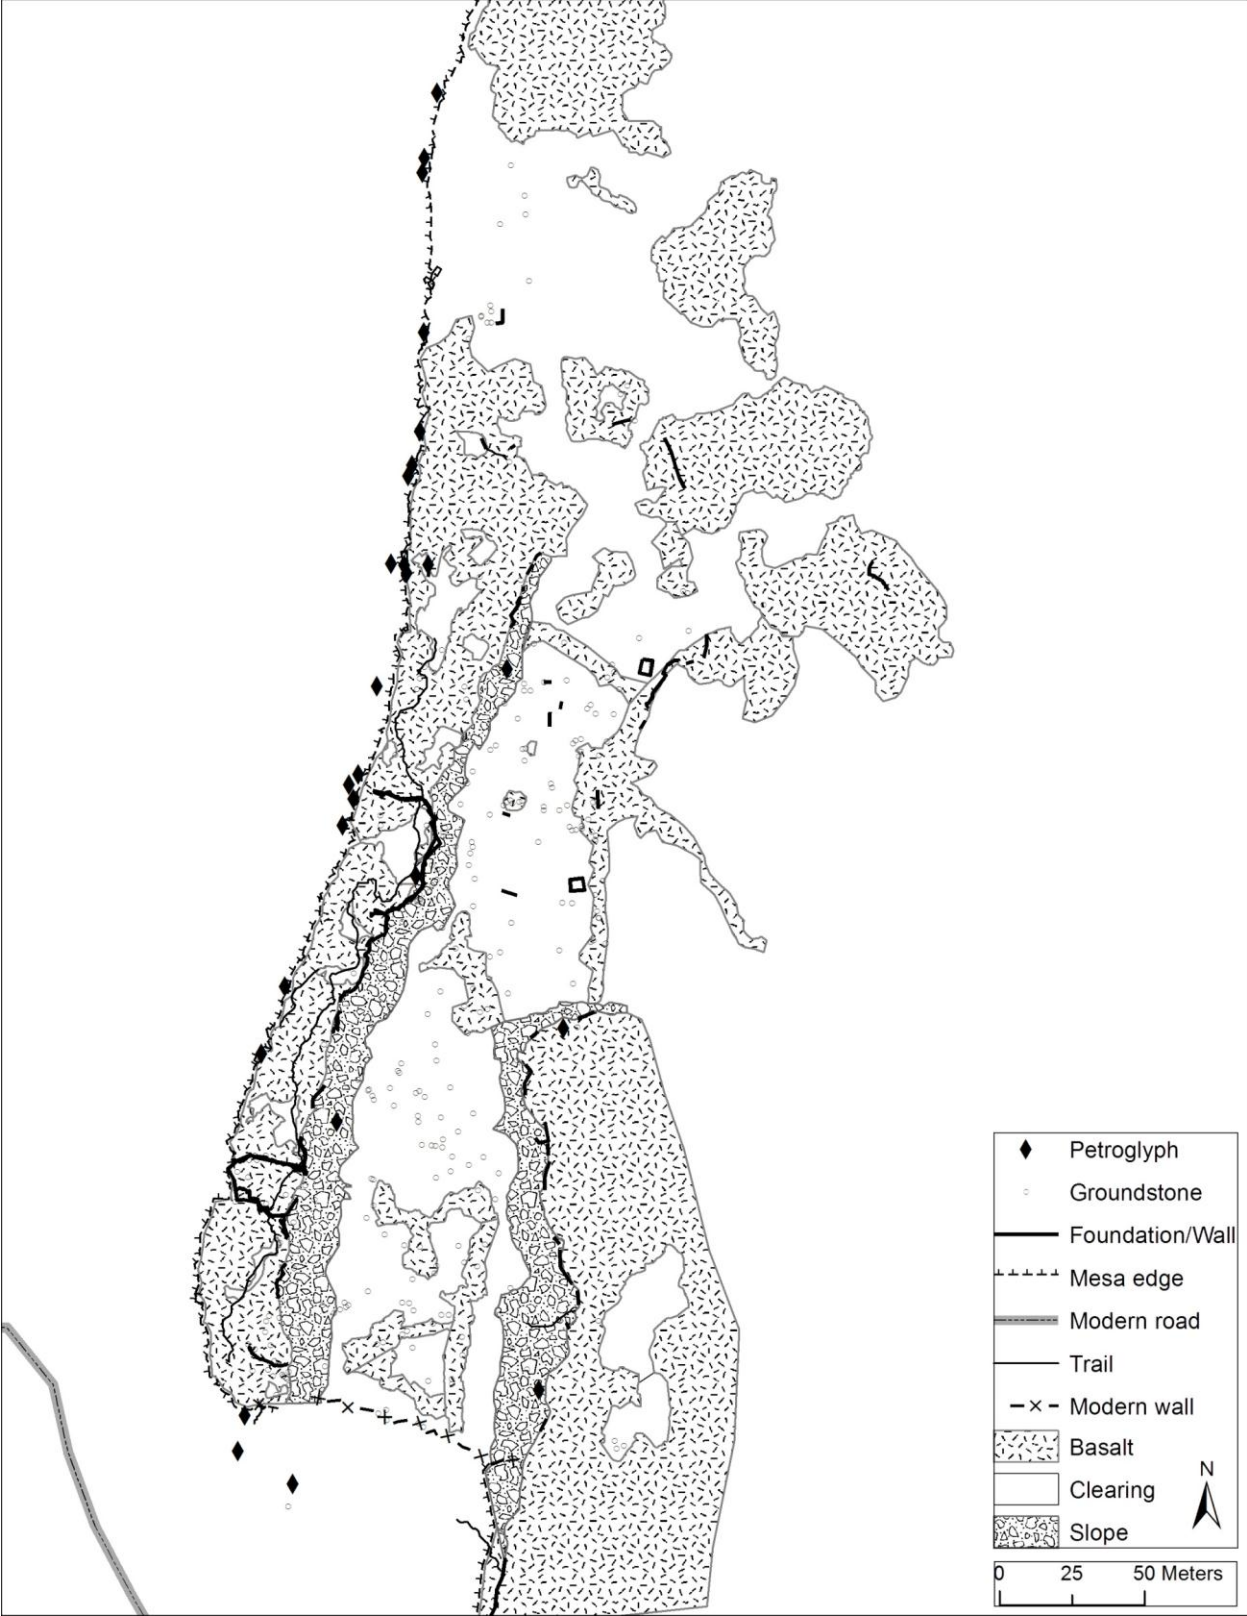 Petroglyph
Groundstone
Foundation/Wall
Mesa edge
Modern road
Trail
Modern wall
Basalt
Clearing
Slope
N
0 25 50 Meters